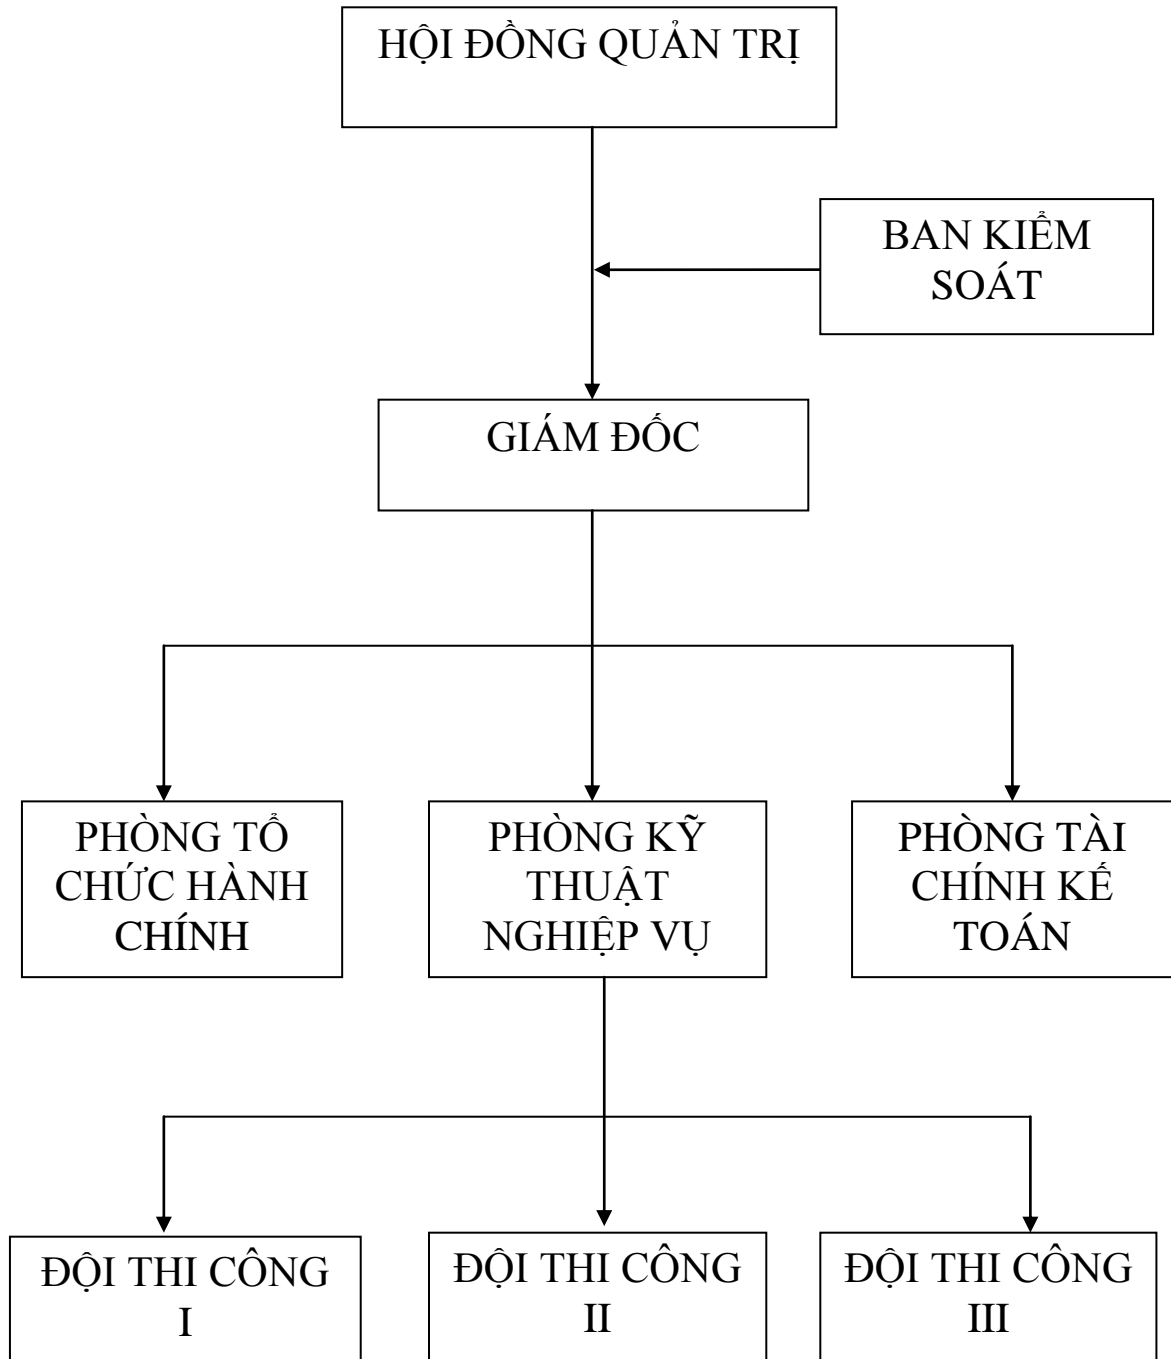 HỘI ĐỒNG QUẢN TRỊ
BAN KIỂM
SOÁT
GIÁM ĐỐC
PHÒNG TỔ
CHỨC HÀNH
CHÍNH
PHÒNG KỸ
THUẬT
NGHIỆP VỤ
PHÒNG TÀI
CHÍNH KẾ
TOÁN
ĐỘI THI CÔNG
I
ĐỘI THI CÔNG
II
ĐỘI THI CÔNG
III